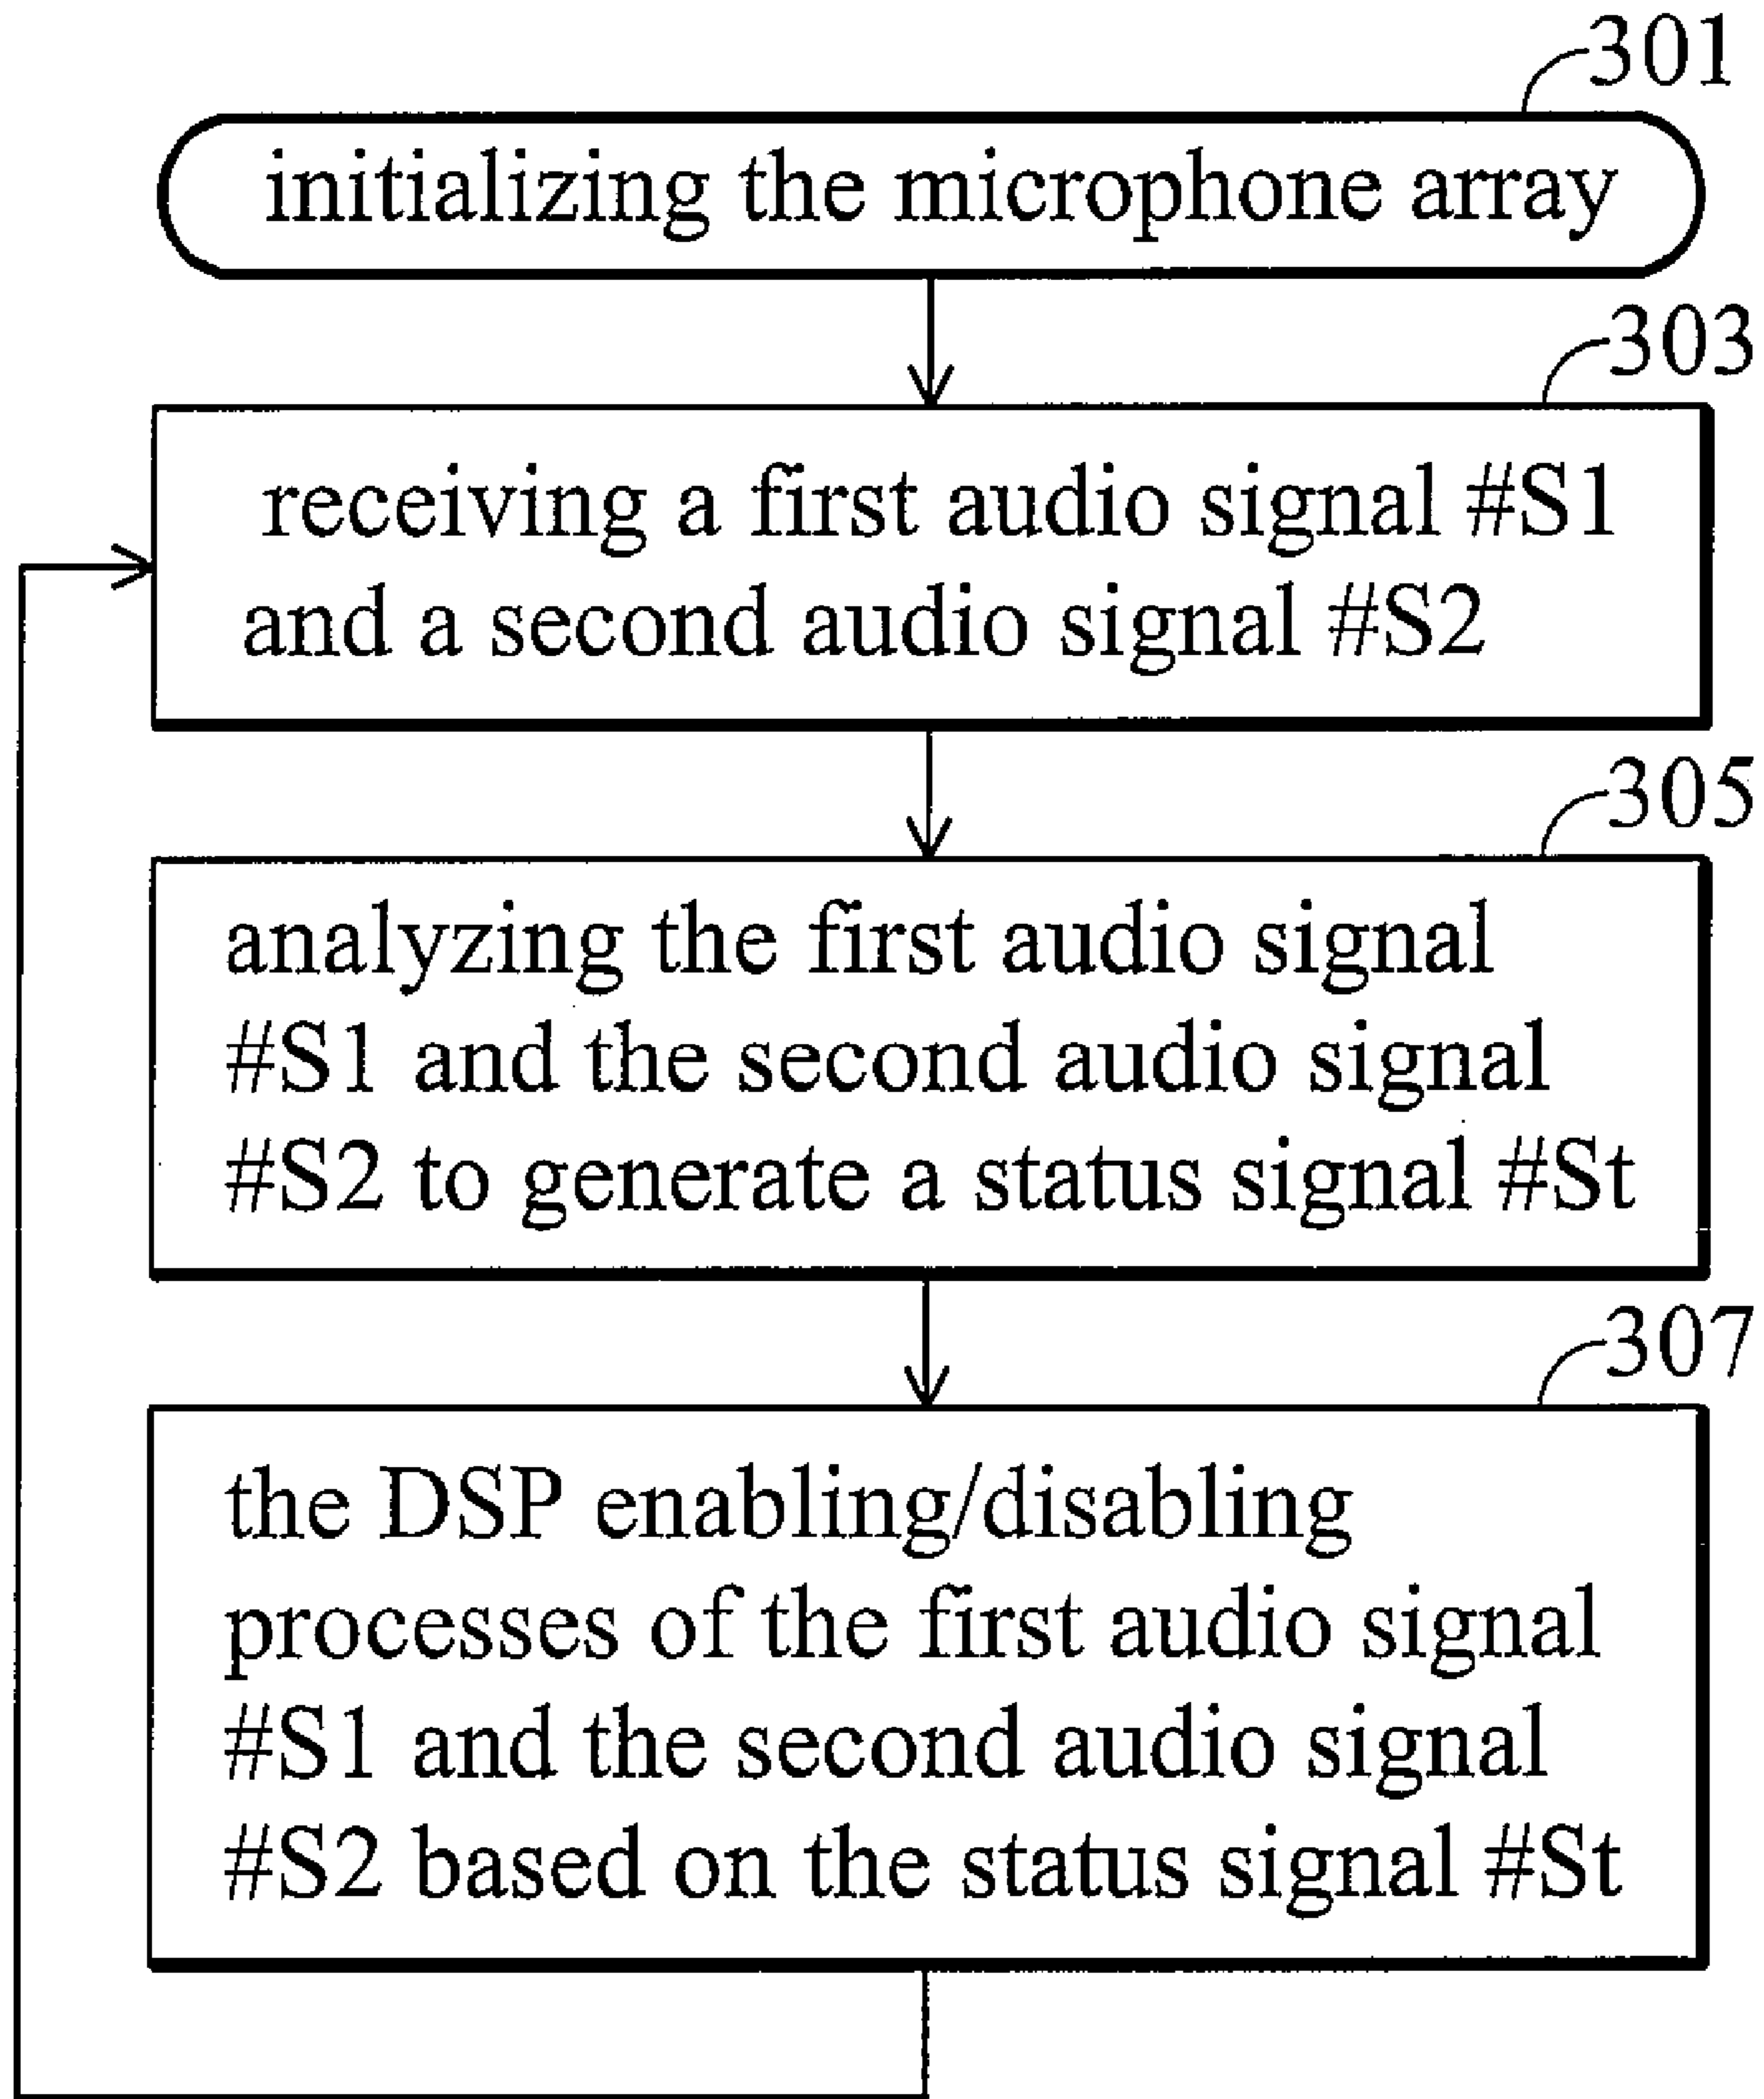 301
initializing the microphone array
303
receiving a first audio signal #S1
and a second audio signal #S2
305
analyzing the first audio signal
#S1 and the second audio signal
#S2 to generate a status signal #St
307
the DSP enabling/disabling
processes of the first audio signal
#S1 and the second audio signal
#S2 based on the status signal #St